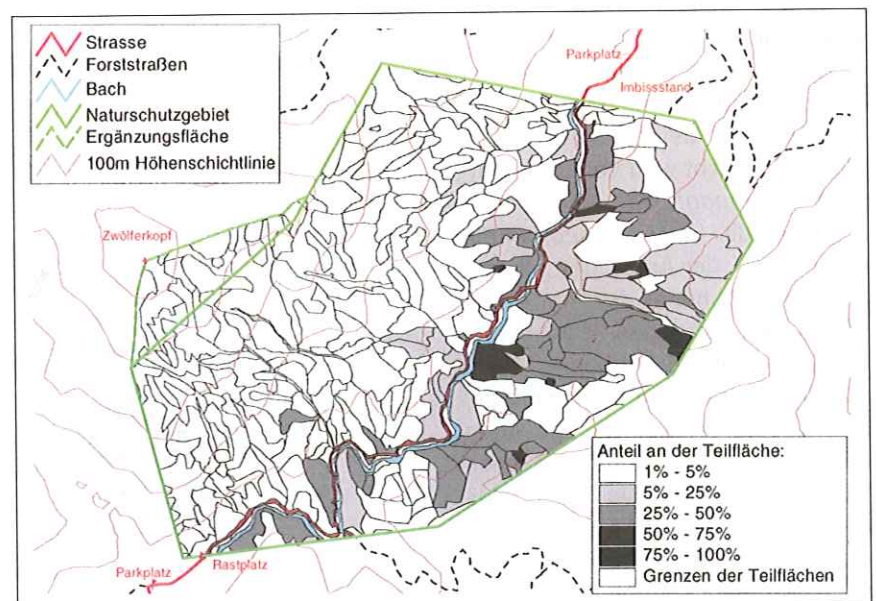 Strasse
Forststraßen
Bach
Naturschutzgebiet
Ergänzungsfläche
100m Höhenschichtlinie
Parkplatz
Imbissstand
Zwölferkopf
Anteil an der Teilfläche:
1% - 5%
5% - 25%
25% - 50%
50% - 75%
75% - 100%
Grenzen der Teilflächen
Parkplatz
Rastplatz